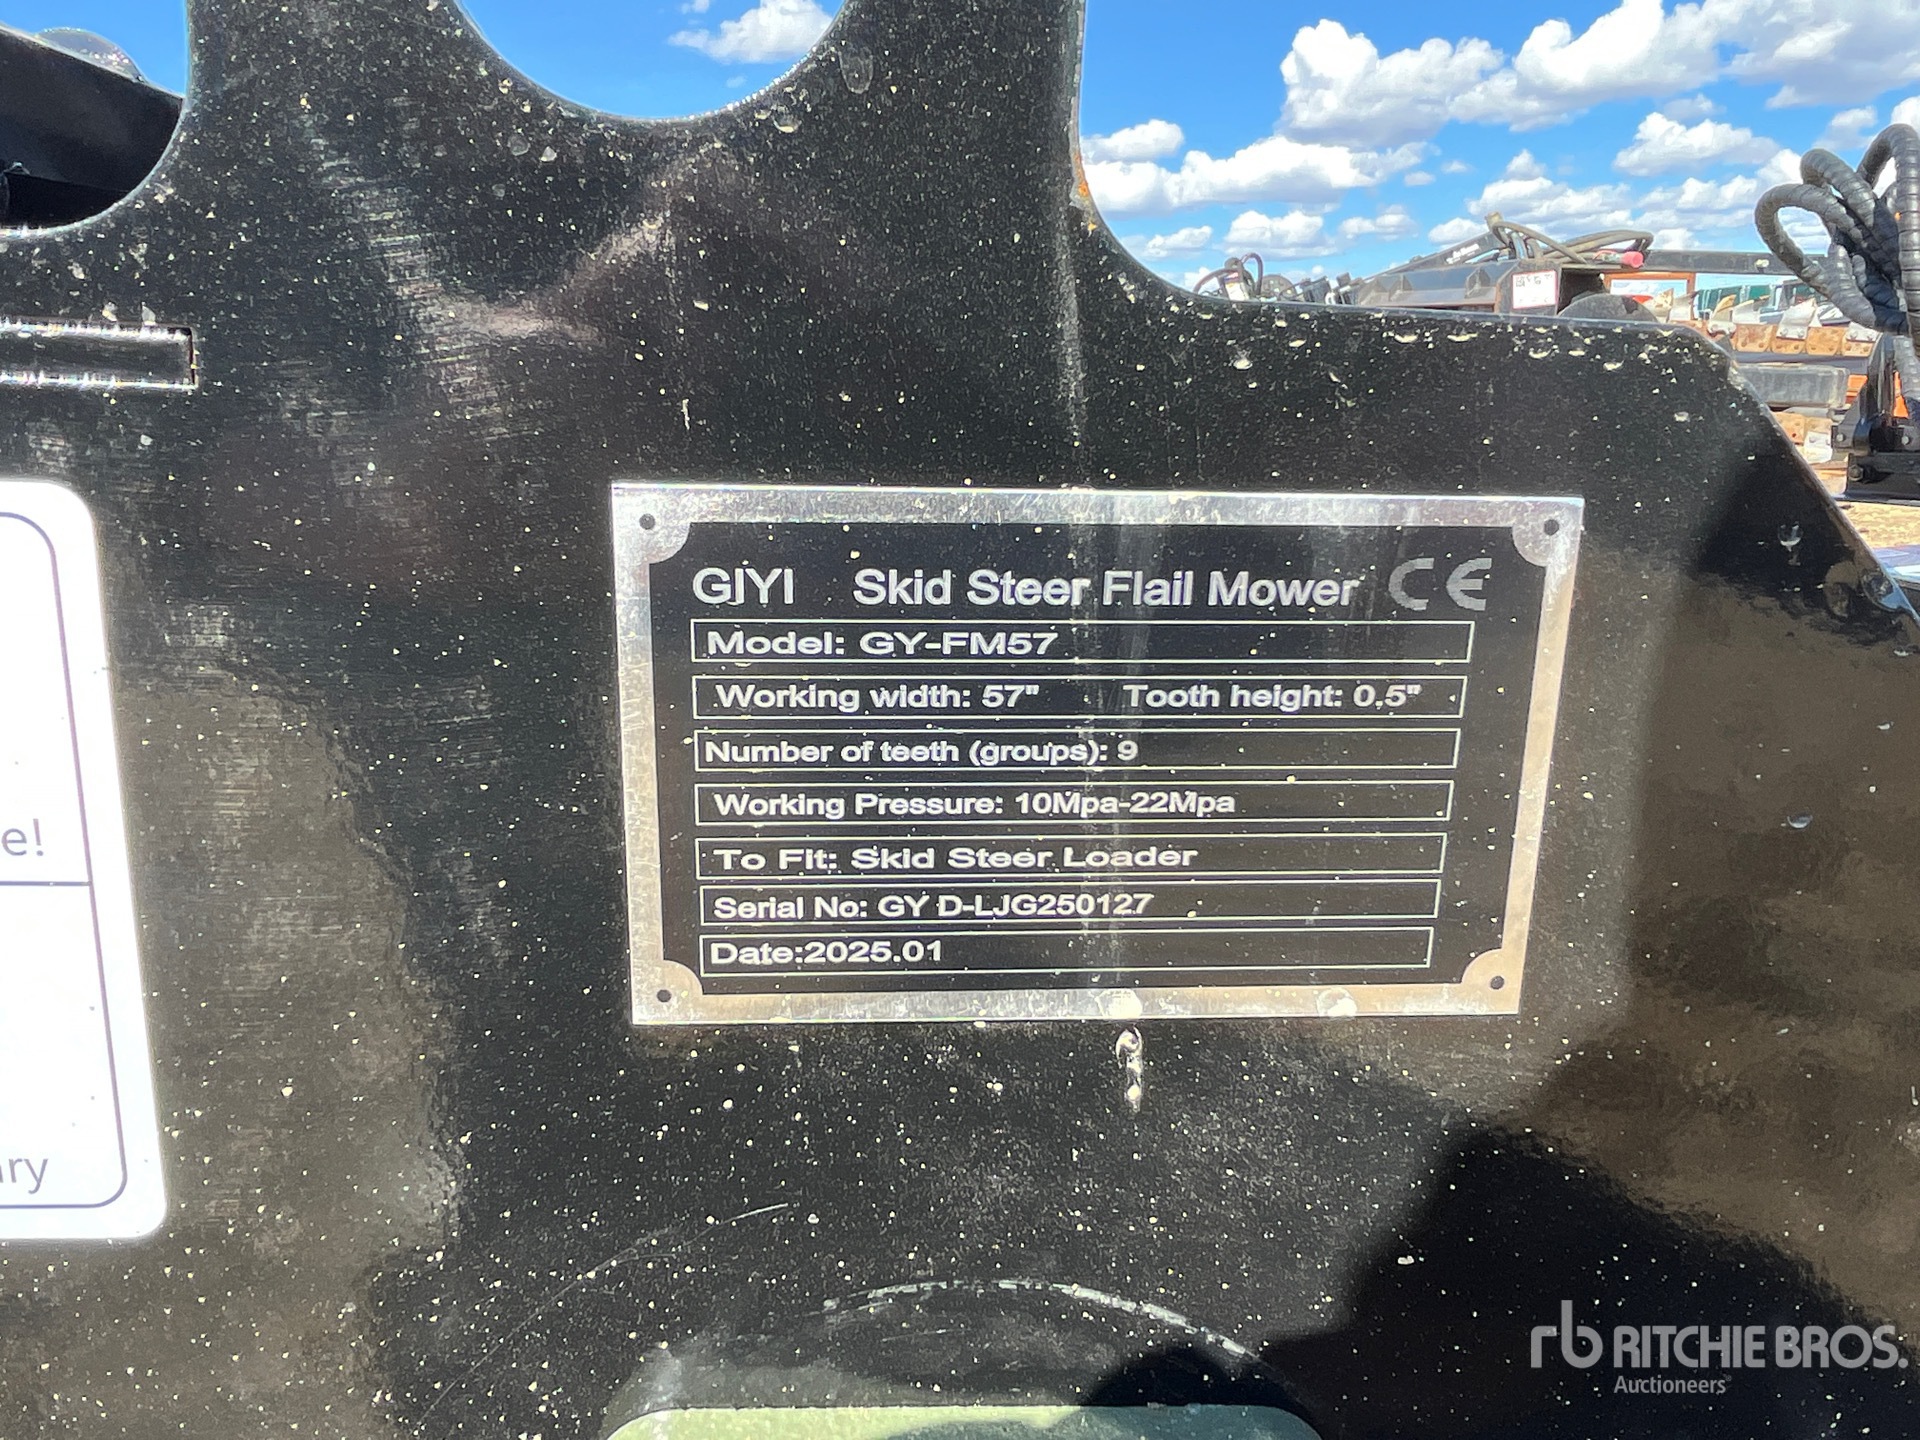 GIYI Skid Steer Flail Mower CE
Model: GY-FM57
Working width: 57" Tooth height: 0.5"
Number of teeth (groups): 9
Working Pressure: 10Mpa-22Mpa
To Fit: Skid Steer Loader
Serial No: GY D-LJG250127
Date:2025.01
e!
ry
rb RITCHIE BROS.
Auctioneers